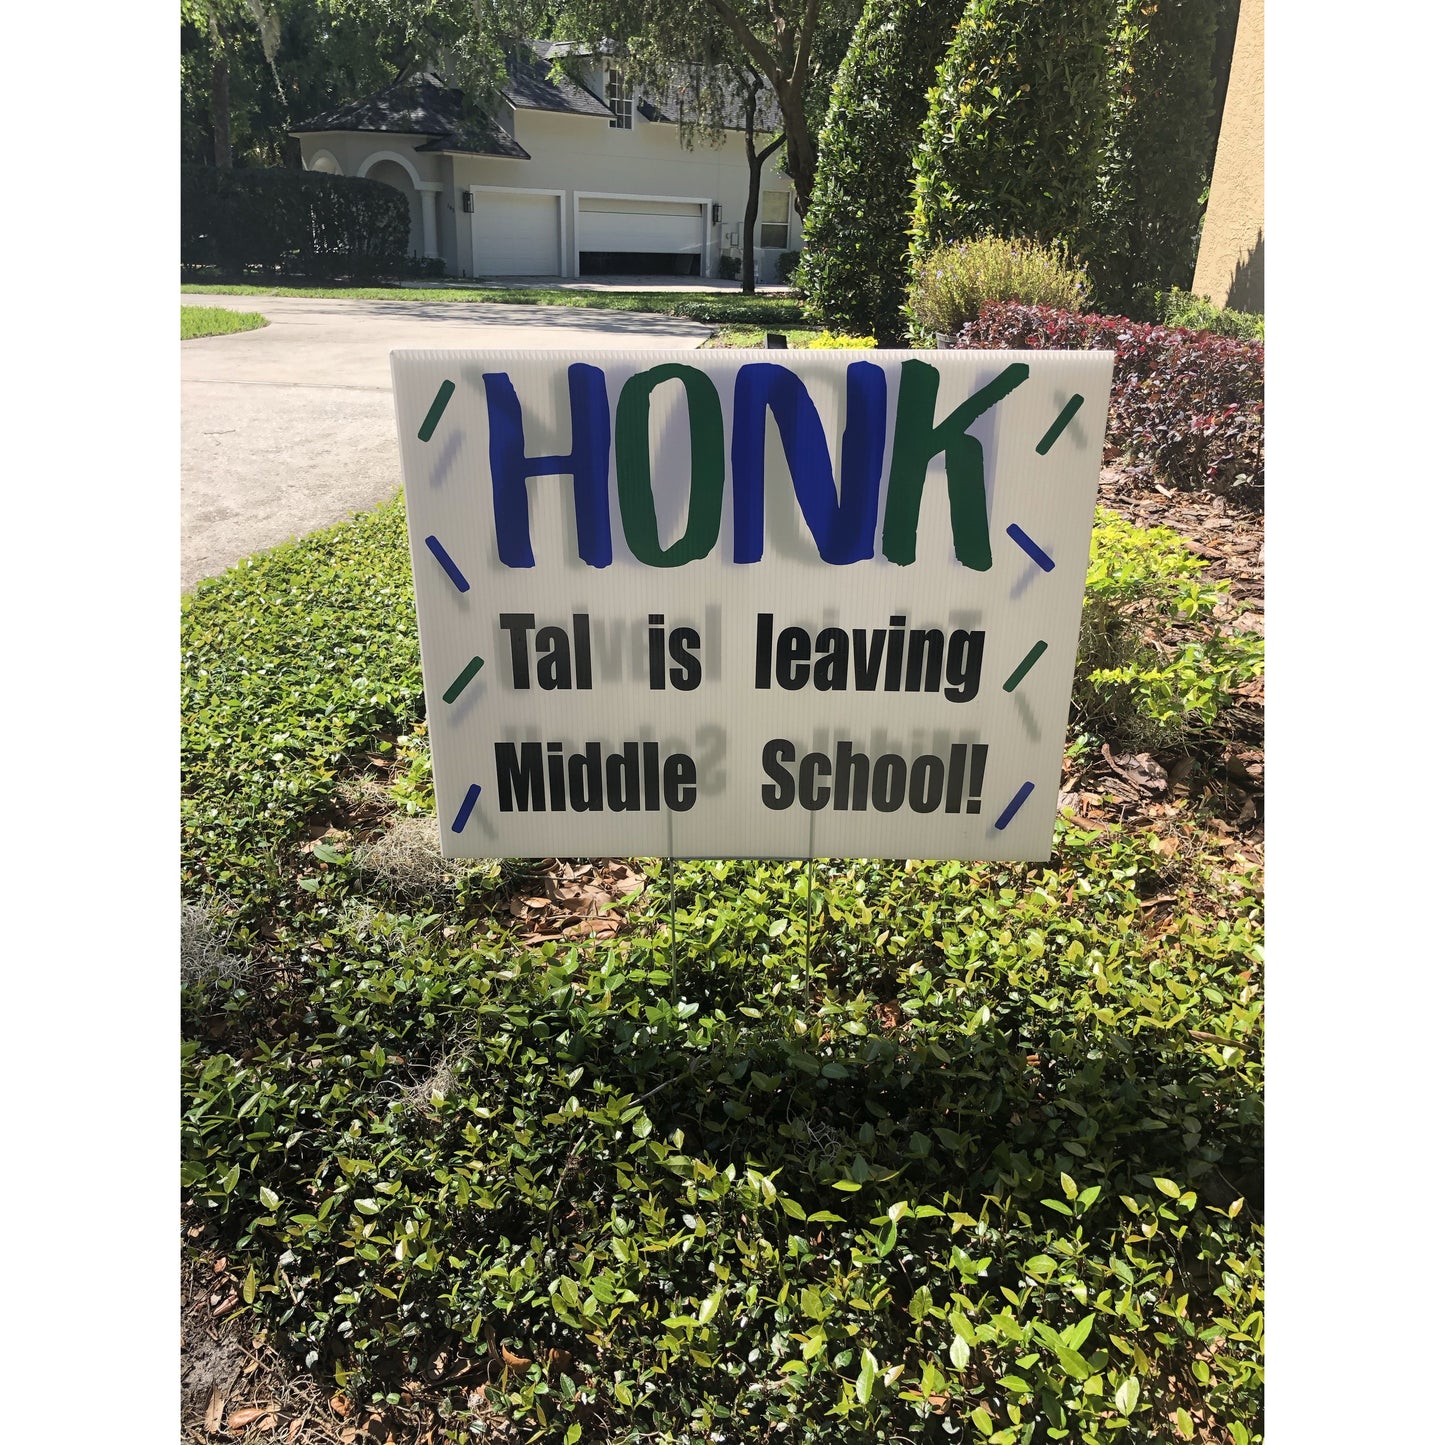 HONK
Tal is leaving
Middle School!